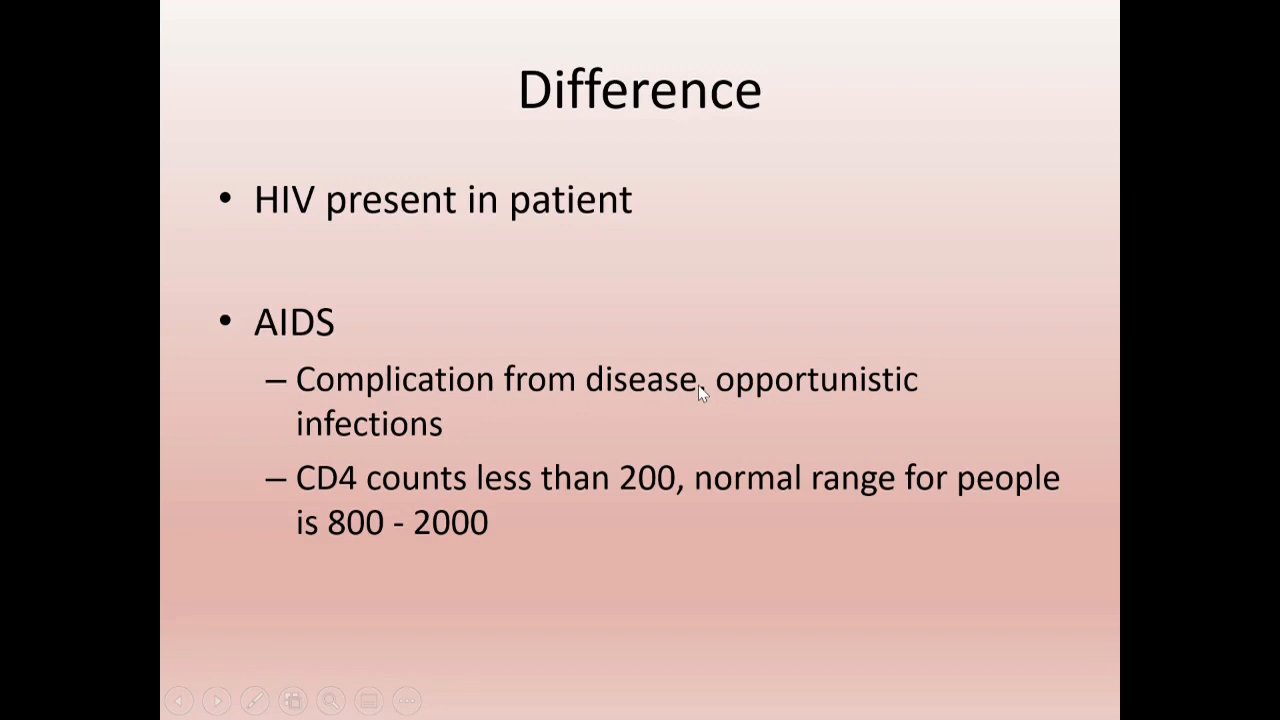 Difference
• HIV present in patient
• AIDS
– Complication from disease, opportunistic
infections
– CD4 counts less than 200, normal range for people
is 800 - 2000